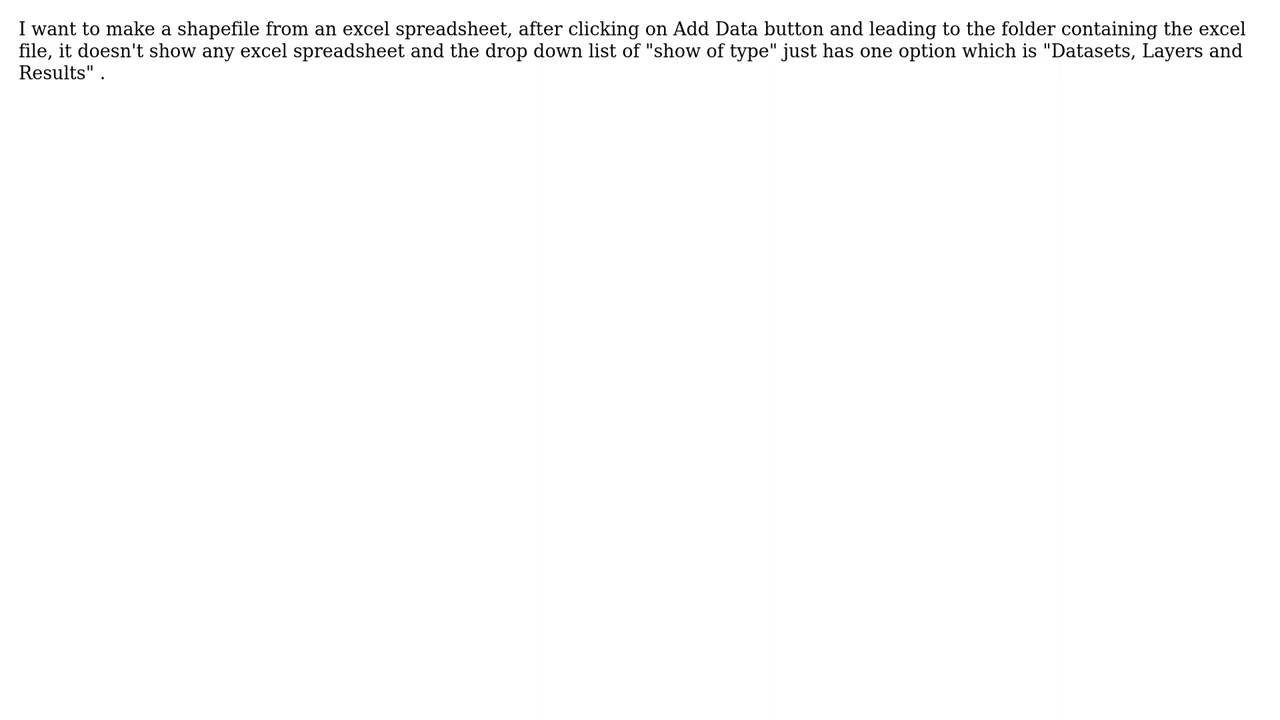 I want to make a shapefile from an excel spreadsheet, after clicking on Add Data button and leading to the folder containing the excel
file, it doesn't show any excel spreadsheet and the drop down list of "show of type" just has one option which is "Datasets, Layers and
Results" .